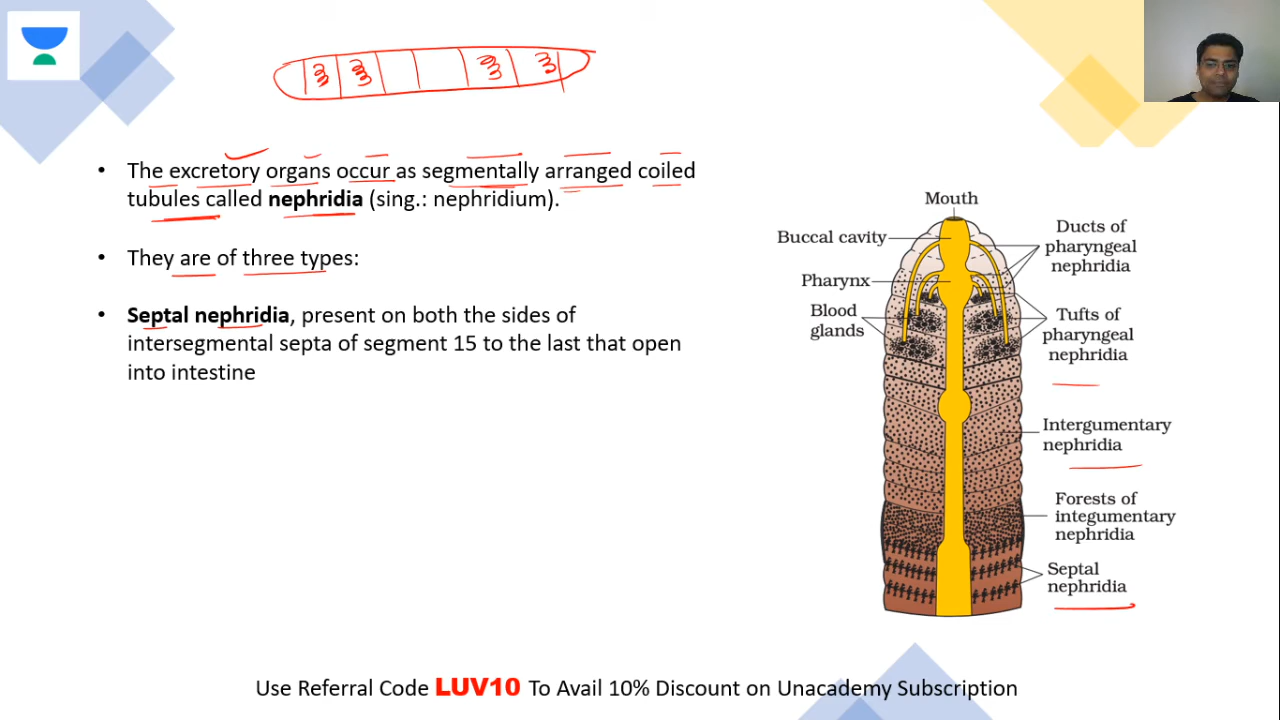 • The excretory organs occur as segmentally arranged coiled
tubules called nephridia (sing.: nephridium).
• They are of three types:
• Septal nephridia, present on both the sides of
intersegmental septa of segment 15 to the last that open
into intestine
Mouth
Buccal cavity
Pharynx
Blood
glands
Ducts of
pharyngeal
nephridia
Tufts of
pharyngeal
nephridia
Intergumentary
nephridia
Forests of
integumentary
nephridia
Septal
nephridia
Use Referral Code LUV10 To Avail 10% Discount on Unacademy Subscription